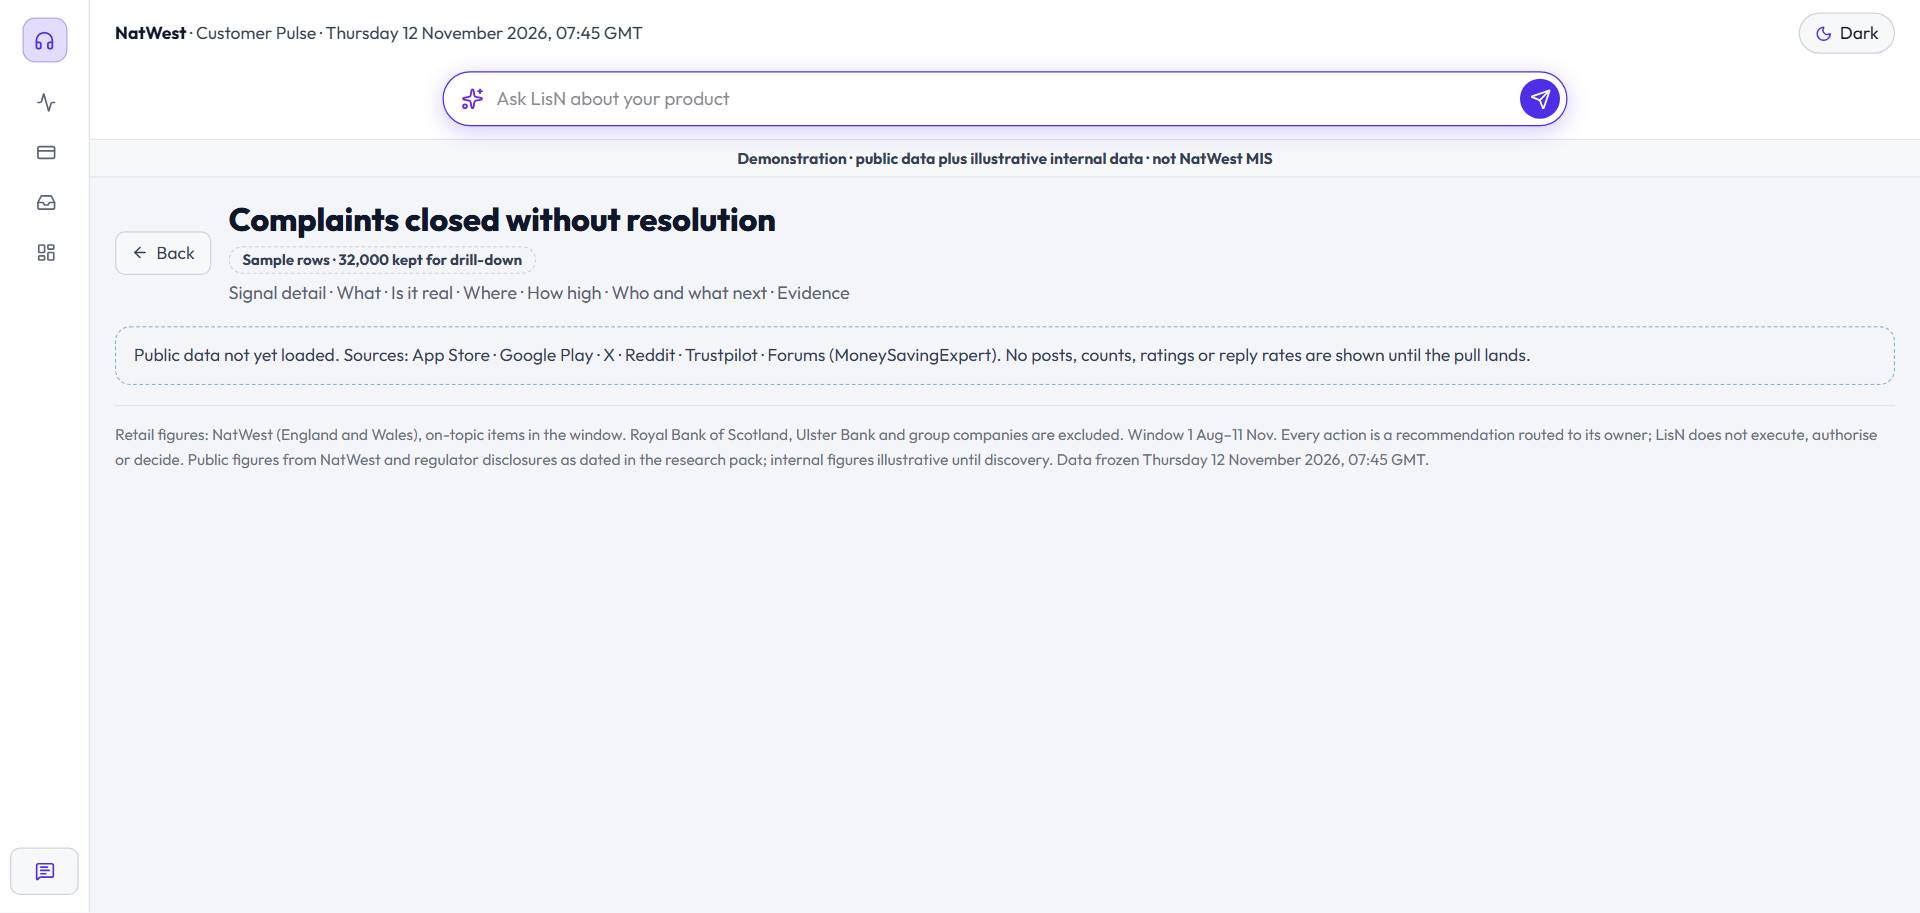 NatWest · Customer Pulse · Thursday 12 November 2026, 07:45 GMT
Dark
Ask LisN about your product
Demonstration · public data plus illustrative internal data · not NatWest MIS
Back
Complaints closed without resolution
Sample rows · 32,000 kept for drill-down
Signal detail · What · Is it real · Where · How high · Who and what next · Evidence
Public data not yet loaded. Sources: App Store · Google Play · X · Reddit · Trustpilot · Forums (MoneySavingExpert). No posts, counts, ratings or reply rates are shown until the pull lands.
Retail figures: NatWest (England and Wales), on-topic items in the window. Royal Bank of Scotland, Ulster Bank and group companies are excluded. Window 1 Aug–11 Nov. Every action is a recommendation routed to its owner; LisN does not execute, authorise
or decide. Public figures from NatWest and regulator disclosures as dated in the research pack; internal figures illustrative until discovery. Data frozen Thursday 12 November 2026, 07:45 GMT.